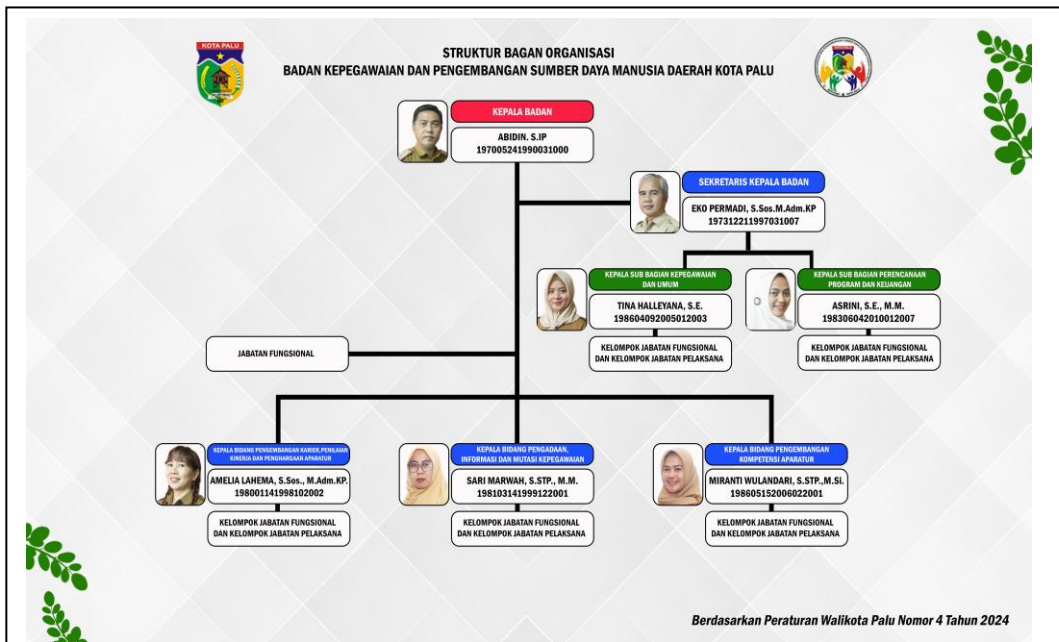 KOTA PALU
STRUKTUR BAGAN ORGANISASI
BADAN KEPEGAWAIAN DAN PENGEMBANGAN SUMBER DAYA MANUSIA DAERAH KOTA PALU
KEPALA BADAN
ABIDIN. S.IP
197005241990031000
SEKRETARIS KEPALA BADAN
EKO PERMADI, S.Sos.M.Adm.KP
197312211997031007
KEPALA SUB BAGIAN KEPEGAWAIAN
DAN UMUM
TINA HALLEYANA, S.E.
198604092005012003
KELOMPOK JABATAN FUNGSIONAL
DAN KELOMPOK JABATAN PELAKSANA
KEPALA SUB BAGIAN PERENCANAAN
PROGRAM DAN KEUANGAN
ASRINI, S.E., M.M.
198306042010012007
KELOMPOK JABATAN FUNGSIONAL
DAN KELOMPOK JABATAN PELAKSANA
JABATAN FUNGSIONAL
KEPALA BIDANG PENGEMBANGAN KARIER,PENILAIAN
KINERJA DAN PENGHARGAAN APARATUR
AMELIA LAHEMA, S.Sos., M.Adm.KP.
198001141998102002
KELOMPOK JABATAN FUNGSIONAL
DAN KELOMPOK JABATAN PELAKSANA
KEPALA BIDANG PENGADAAN,
INFORMASI DAN MUTASI KEPEGAWAIAN
SARI MARWAH, S.STP., M.M.
198103141999122001
KELOMPOK JABATAN FUNGSIONAL
DAN KELOMPOK JABATAN PELAKSANA
KEPALA BIDANG PENGEMBANGAN
KOMPETENSI APARATUR
MIRANTI WULANDARI, S.STP.,M.Si.
198605152006022001
KELOMPOK JABATAN FUNGSIONAL
DAN KELOMPOK JABATAN PELAKSANA
Berdasarkan Peraturan Walikota Palu Nomor 4 Tahun 2024